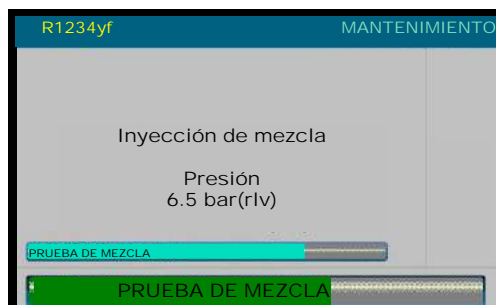 R1234yf MANTENIMIENTO
Inyección de mezcla
Presión
6.5 bar(rlv)
PRUEBA DE MEZCLA
PRUEBA DE MEZCLA